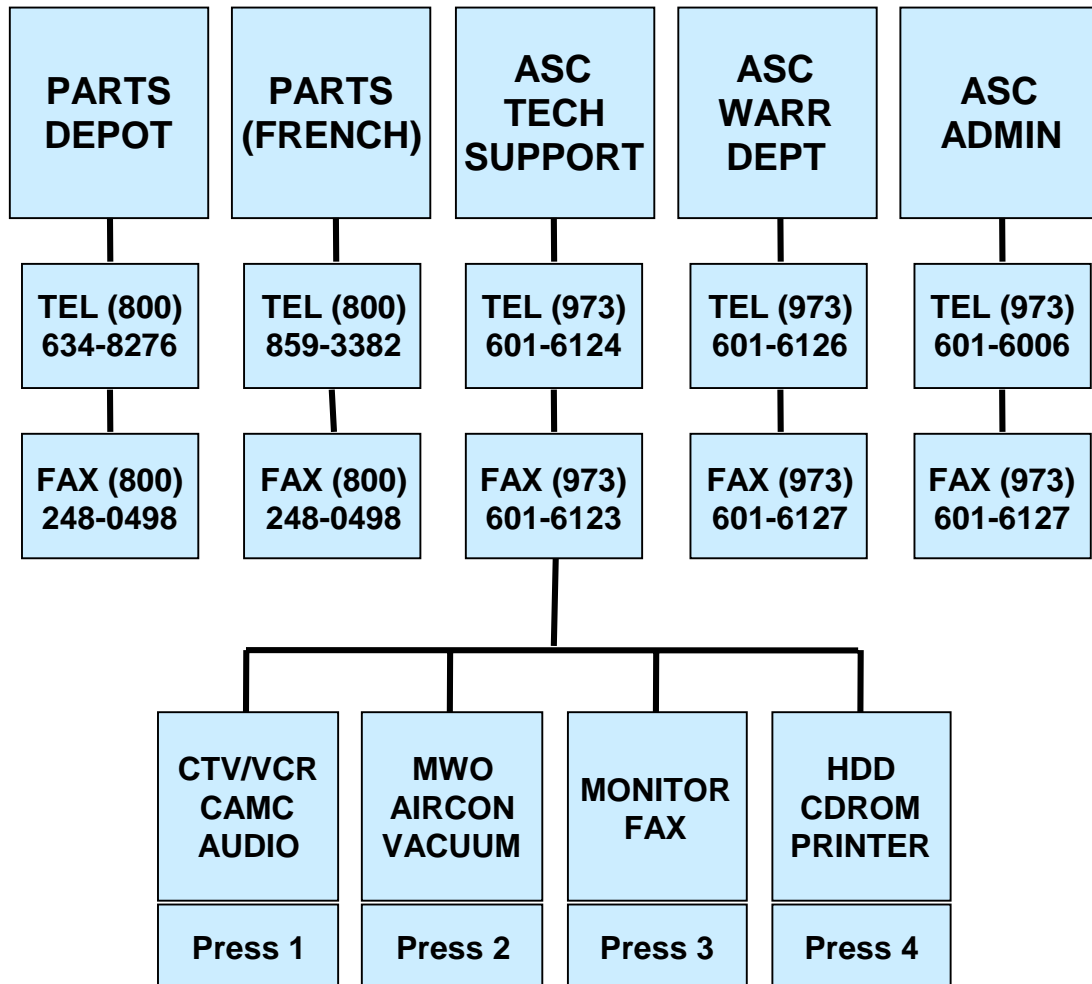 PARTS
DEPOT
PARTS
(FRENCH)
ASC
TECH
SUPPORT
ASC
WARR
DEPT
ASC
ADMIN
TEL (800)
634-8276
TEL (800)
859-3382
TEL (973)
601-6124
TEL (973)
601-6126
TEL (973)
601-6006
FAX (800)
248-0498
FAX (800)
248-0498
FAX (973)
601-6123
FAX (973)
601-6127
FAX (973)
601-6127
CTV/VCR
CAMC
AUDIO
MWO
AIRCON
VACUUM
MONITOR
FAX
HDD
CDROM
PRINTER
Press 1
Press 2
Press 3
Press 4